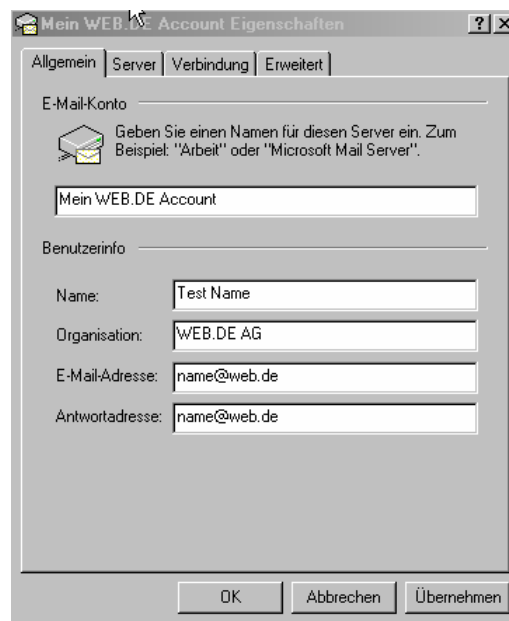 Mein WEB.DE Account Eigenschaften
Allgemein Server Verbindung Erweitert
E-Mail-Konto
Geben Sie einen Namen für diesen Server ein. Zum
Beispiel: "Arbeit" oder "Microsoft Mail Server".
Mein WEB.DE Account
Benutzerinfo
Name: Test Name
Organisation: WEB.DE AG
E-Mail-Adresse: name@web.de
Antwortadresse: name@web.de
OK Abbrechen Übernehmen